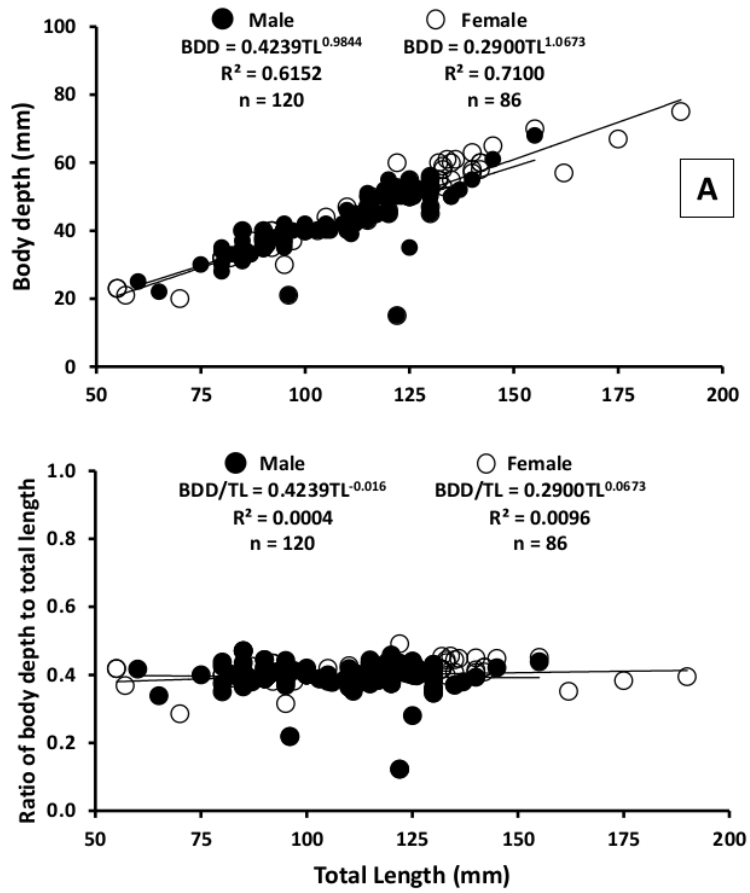 Male Female
BDD = 0.4239TL^0.9844 BDD = 0.2900TL^1.0673
R² = 0.6152 R² = 0.7100
n = 120 n = 86
Body depth (mm)
100
80
60
40
20
0
A
50 75 100 125 150 175 200
Male Female
BDD/TL = 0.4239TL^-0.016 BDD/TL = 0.2900TL^0.0673
R² = 0.0004 R² = 0.0096
n = 120 n = 86
Ratio of body depth to total length
1.0
0.8
0.6
0.4
0.2
0.0
50 75 100 125 150 175 200
Total Length (mm)